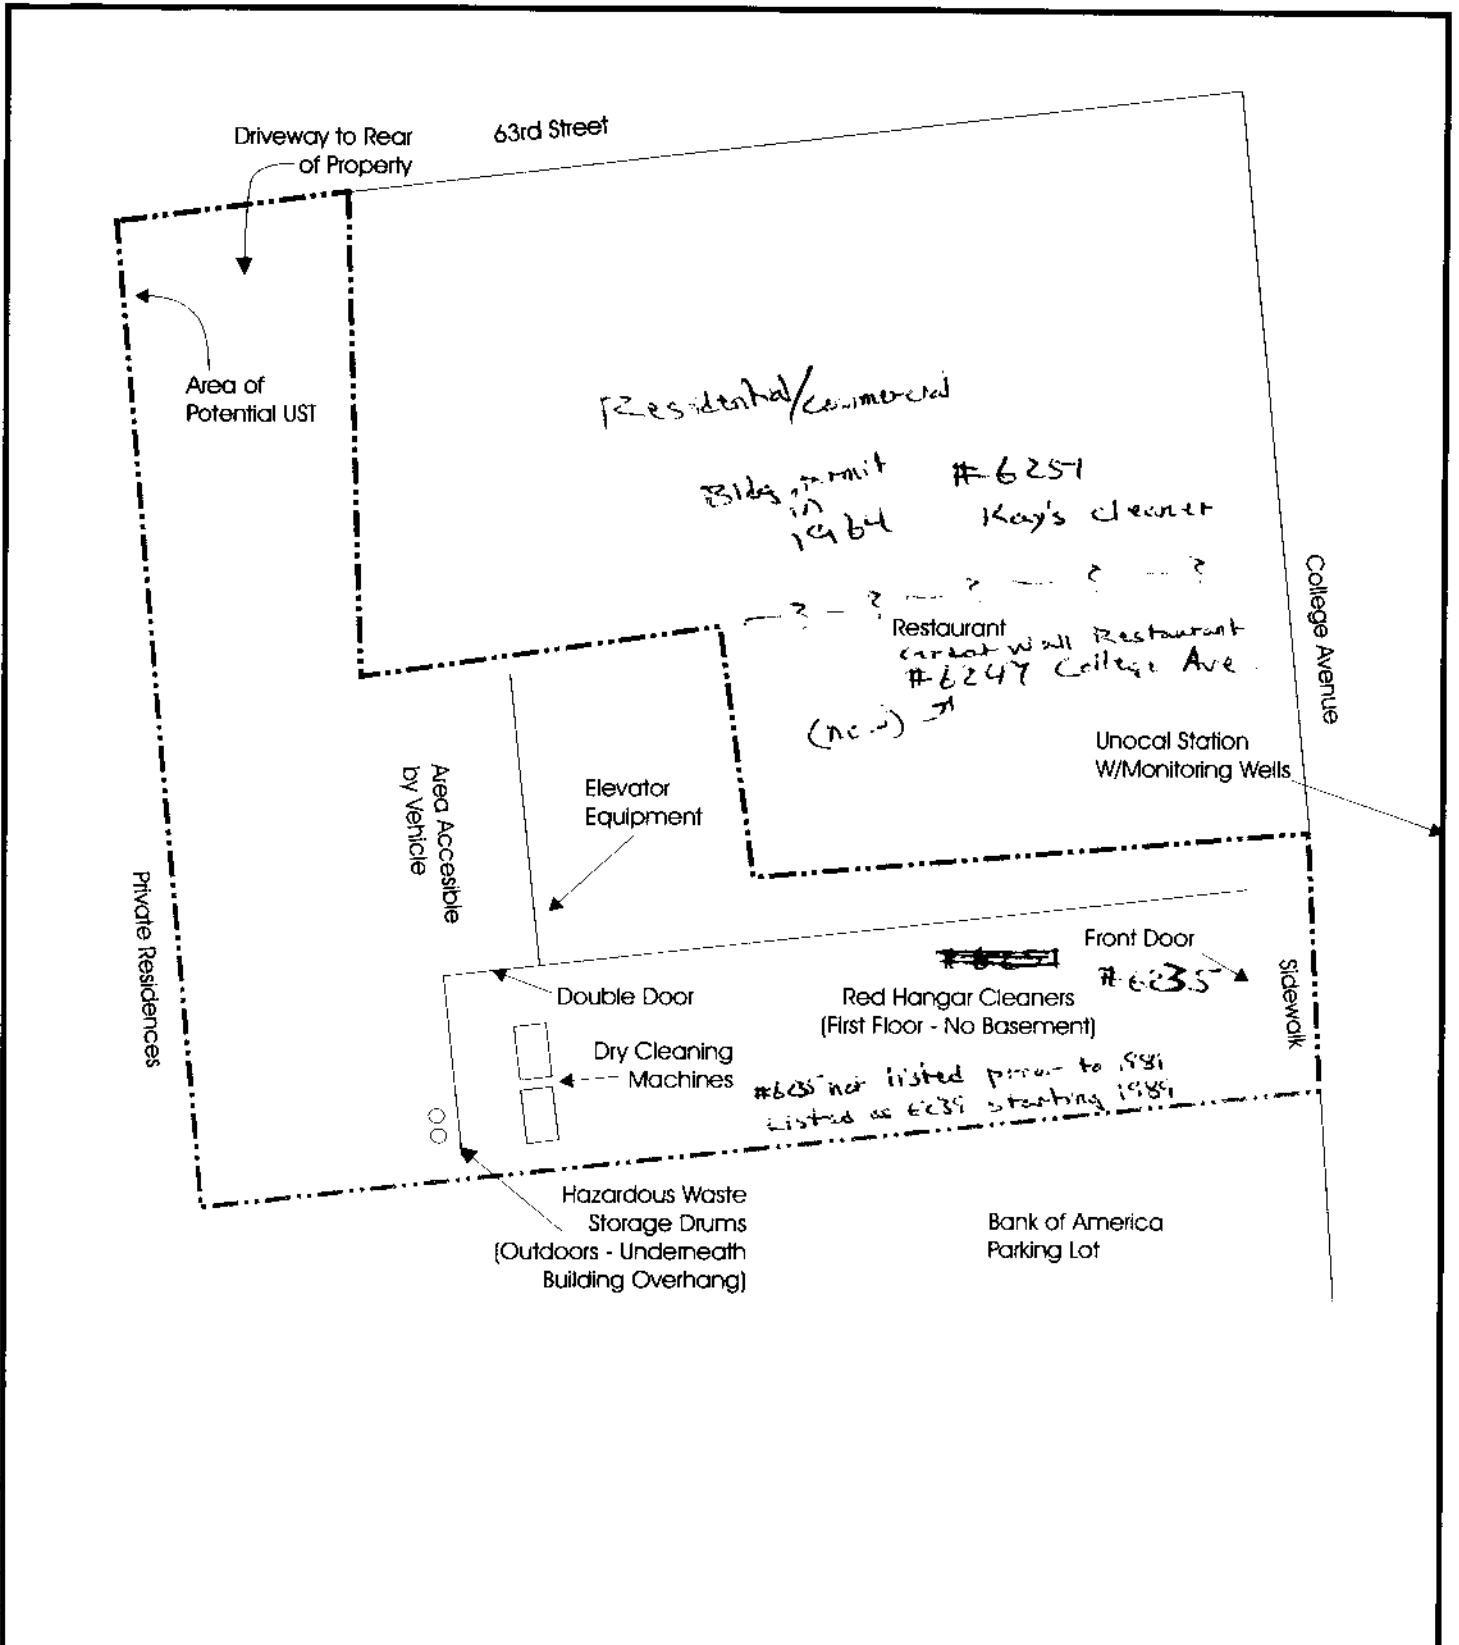 63rd Street
Driveway to Rear
of Property
Area of
Potential UST
Residential/Commercial
Bldg permit
in
1964
#6251
Kay's cleaner
— ? — ? — ? — ? — ?
Restaurant
Great Wall Restaurant
#6247 College Ave.
(new)
College Avenue
Unocal Station
W/Monitoring Wells
Area Accesible
by Vehicle
Elevator
Equipment
Private Residences
Front Door
#6235
Sidewalk
Double Door
Red Hangar Cleaners
(First Floor - No Basement)
Dry Cleaning
Machines
#6235 not listed prior to 1981
Listed as 6239 starting 1989
Hazardous Waste
Storage Drums
(Outdoors - Underneath
Building Overhang)
Bank of America
Parking Lot